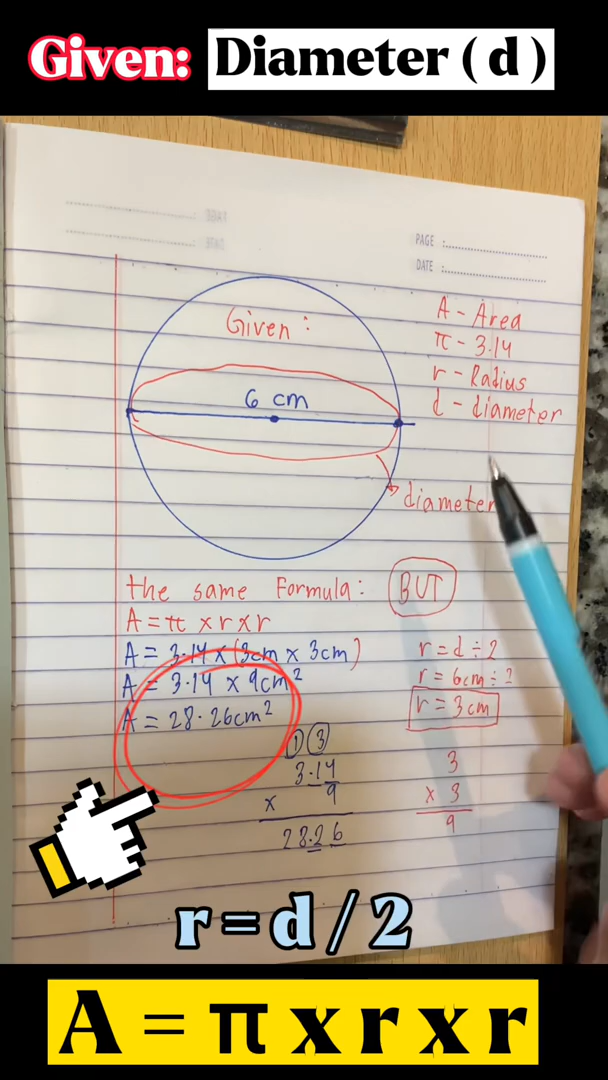 Given: Diameter ( d )
PAGE :
DATE :
Given :
6 cm
A - Area
π - 3.14
r - Radius
d - diameter
diameter
the same Formula: BUT
A = π x r x r
A = 3.14 x (3cm x 3cm)
A = 3.14 x 9cm²
A = 28.26cm²
r = d ÷ 2
r = 6cm ÷ 2
r = 3cm
1 3
3.14
x 9
28.26
3
x 3
9
r = d / 2
A = π x r x r